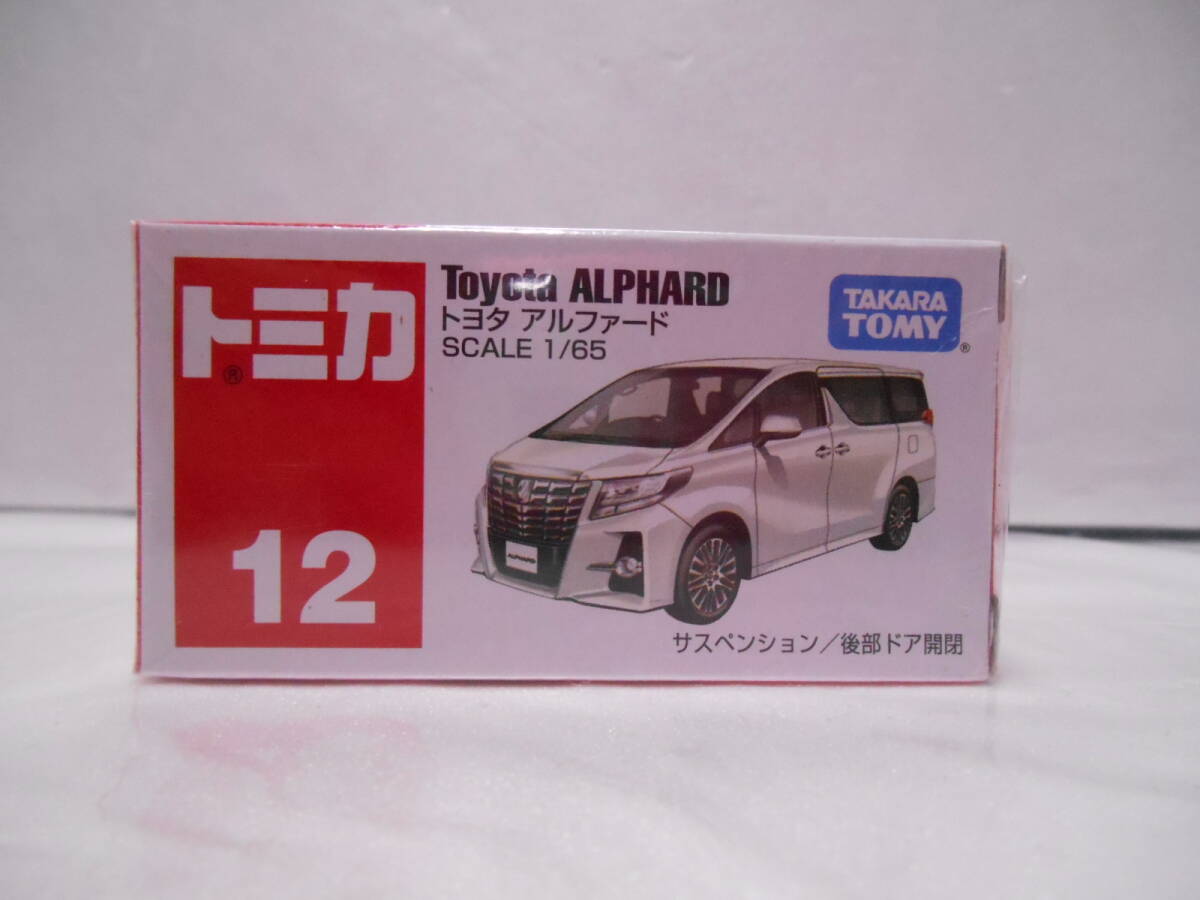 トミカ
®
12
Toyota ALPHARD
トヨタ アルファード
SCALE 1/65
TAKARA
TOMY
®
ALPHARD
サスペンション/後部ドア開閉